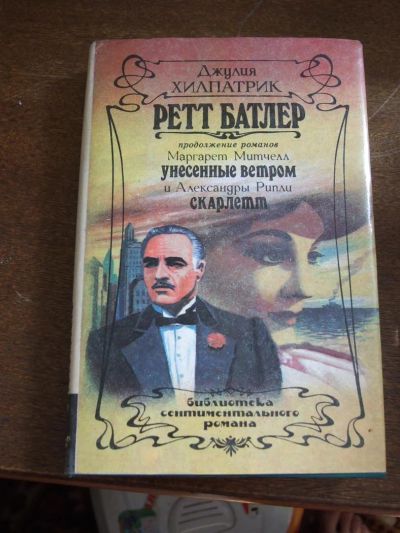 Джулия
ХИЛПАТРИК
РЕТТ БАТЛЕР
продолжение романов
Маргарет Митчелл
УНЕСЕННЫЕ ВЕТРОМ
и Александры Рипли
СКАРЛЕТТ
библиотека
сентиментального
романа